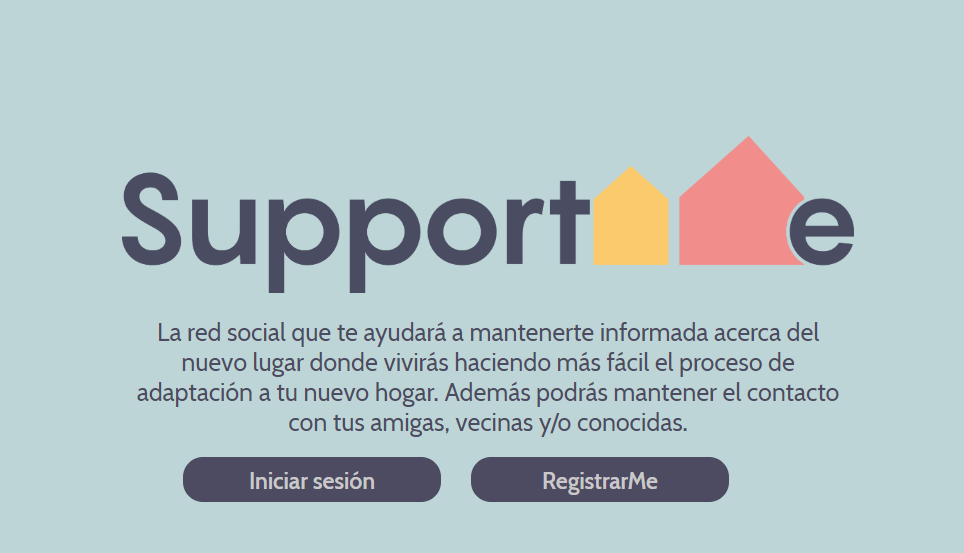 Support e
La red social que te ayudará a mantenerte informada acerca del
nuevo lugar donde vivirás haciendo más fácil el proceso de
adaptación a tu nuevo hogar. Además podrás mantener el contacto
con tus amigas, vecinas y/o conocidas.
Iniciar sesión
RegistrarMe